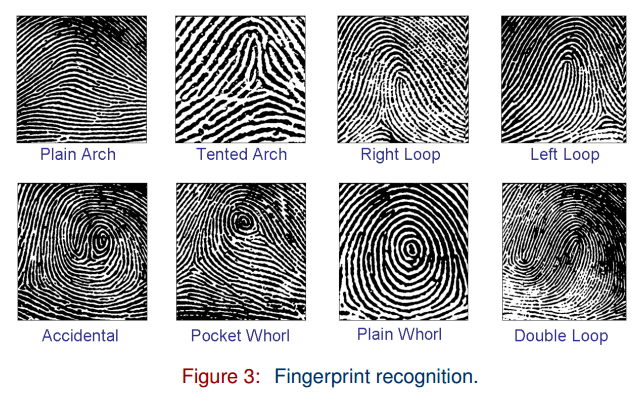 Plain Arch
Tented Arch
Right Loop
Left Loop
Accidental
Pocket Whorl
Plain Whorl
Double Loop
Figure 3: Fingerprint recognition.